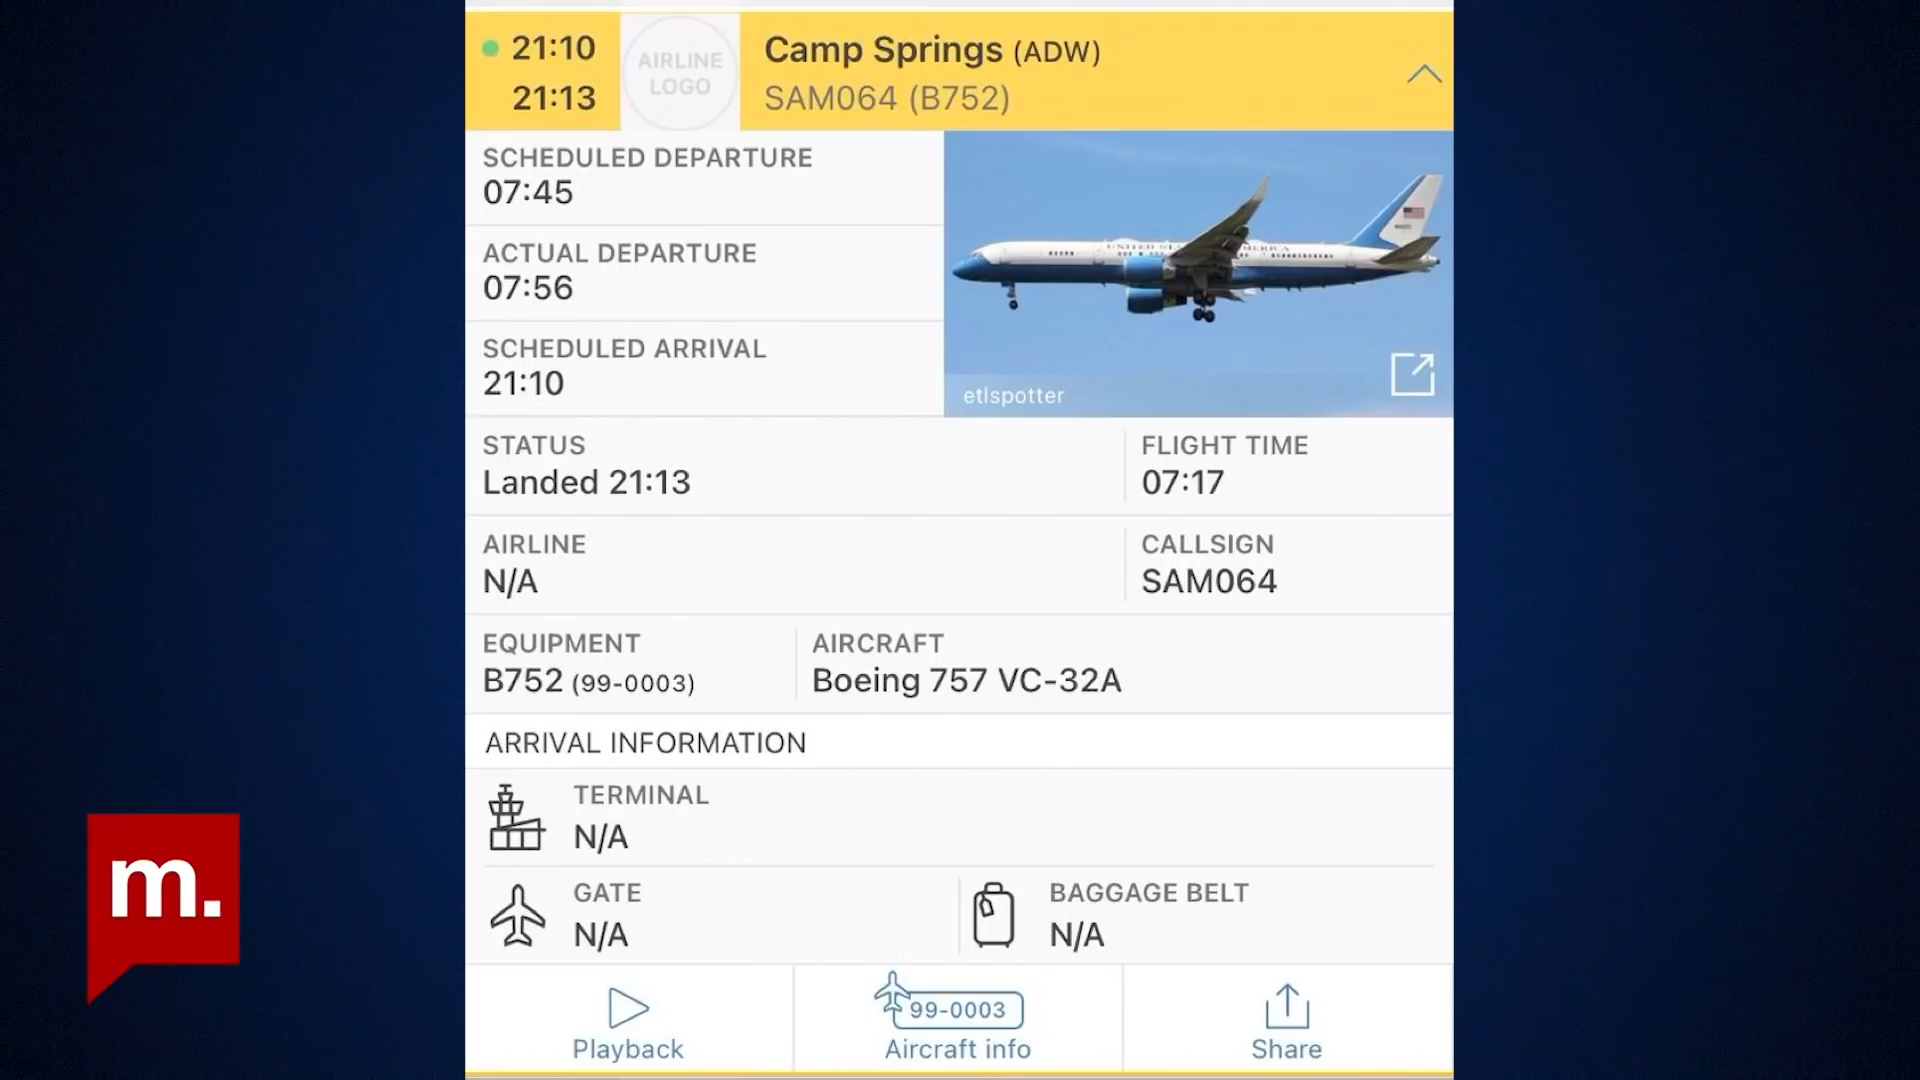 21:10
21:13
AIRLINE
LOGO
Camp Springs (ADW)
SAM064 (B752)
SCHEDULED DEPARTURE
07:45
ACTUAL DEPARTURE
07:56
SCHEDULED ARRIVAL
21:10
etlspotter
STATUS
Landed 21:13
FLIGHT TIME
07:17
AIRLINE
N/A
CALLSIGN
SAM064
EQUIPMENT
B752 (99-0003)
AIRCRAFT
Boeing 757 VC-32A
ARRIVAL INFORMATION
TERMINAL
N/A
GATE
N/A
BAGGAGE BELT
N/A
Playback
99-0003
Aircraft info
Share
m.